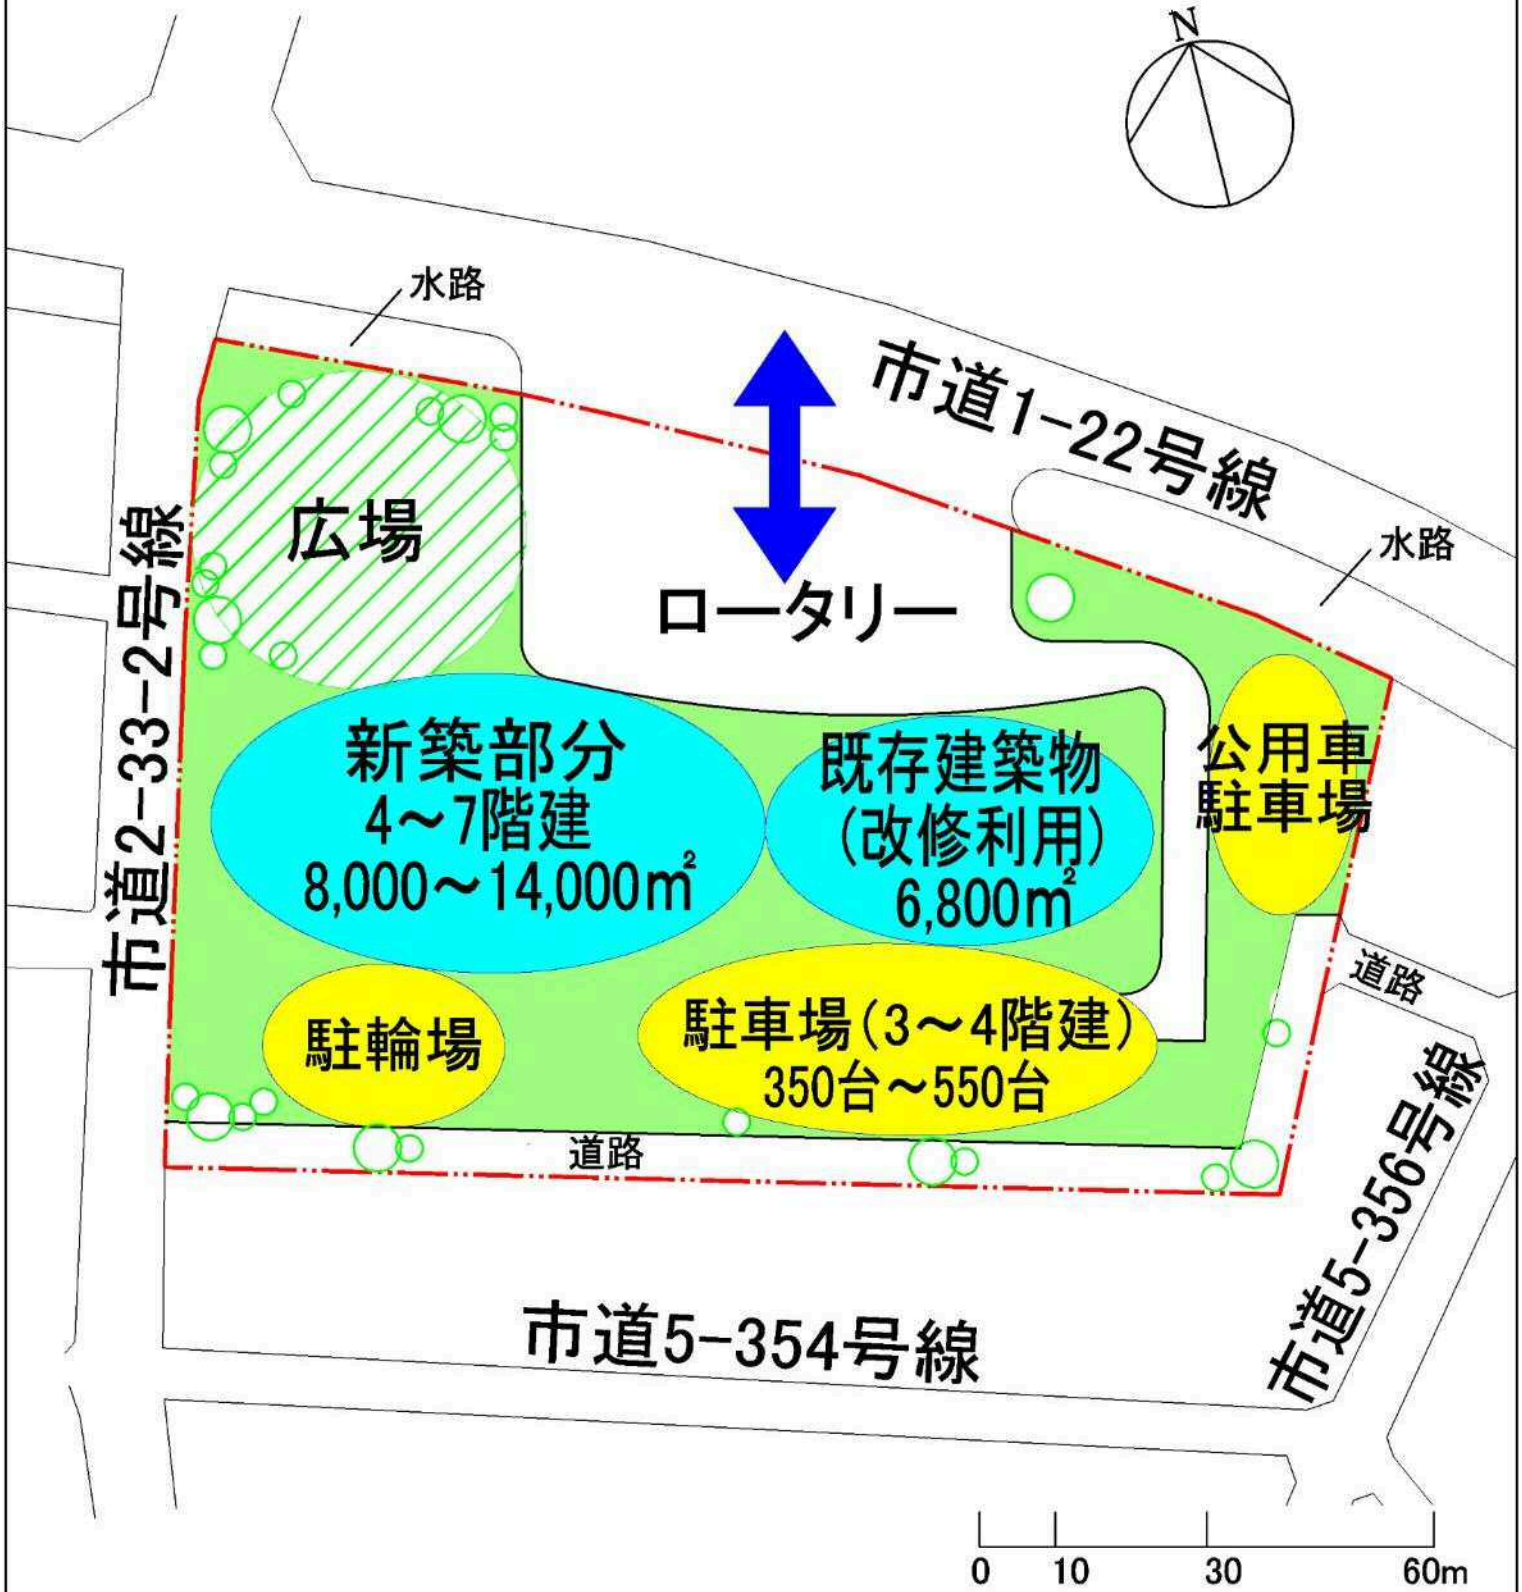 N
水路
市道1-22号線
水路
広場
ロータリー
市道2-33-2号線
新築部分
4～7階建
8,000～14,000㎡
既存建築物
(改修利用)
6,800㎡
公用車
駐車場
道路
駐輪場
駐車場(3～4階建)
350台～550台
道路
市道5-356号線
市道5-354号線
0 10 30 60m